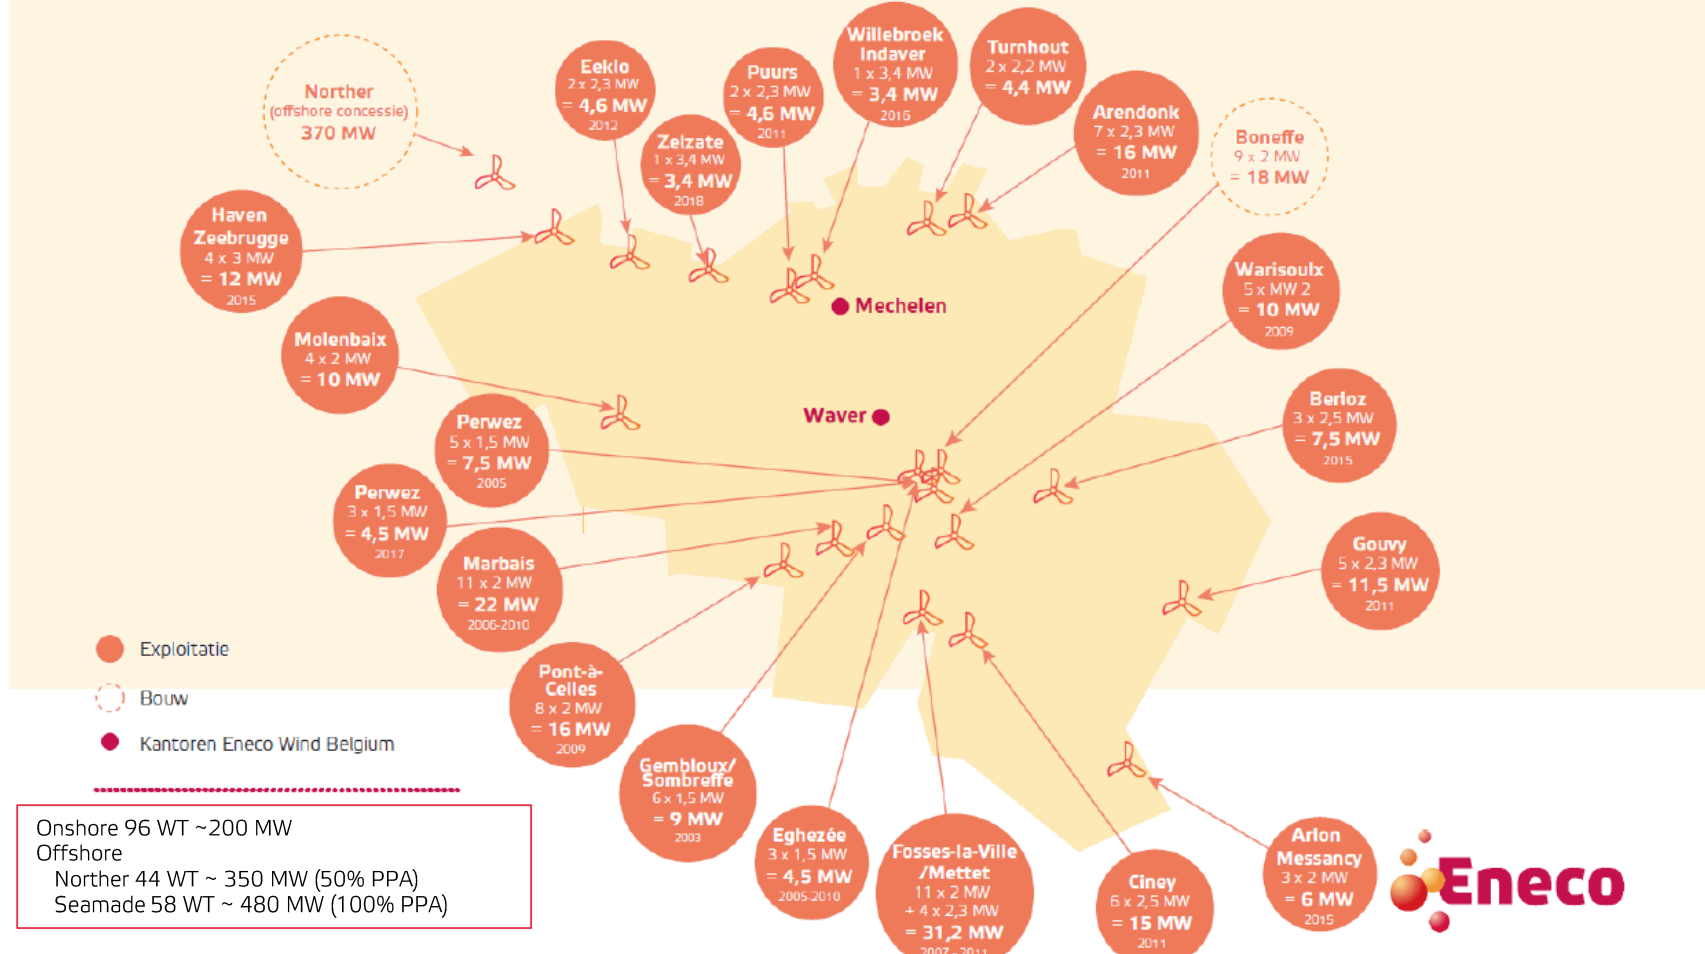 Norther
(offshore concessie)
370 MW
Eeklo
2 x 2,3 MW
= 4,6 MW
2012
Zelzate
1 x 3,4 MW
= 3,4 MW
2018
Puurs
2 x 2,3 MW
= 4,6 MW
2011
Willebroek
Indaver
1 x 3,4 MW
= 3,4 MW
2016
Turnhout
2 x 2,2 MW
= 4,4 MW
Arendonk
7 x 2,3 MW
= 16 MW
2011
Boneffe
9 x 2 MW
= 18 MW
Haven
Zeebrugge
4 x 3 MW
= 12 MW
2015
Warisoulx
5 x MW 2
= 10 MW
2009
Mechelen
Molenbaix
4 x 2 MW
= 10 MW
Waver
Berloz
3 x 2,5 MW
= 7,5 MW
2015
Perwez
5 x 1,5 MW
= 7,5 MW
2005
Perwez
3 x 1,5 MW
= 4,5 MW
2017
Marbais
11 x 2 MW
= 22 MW
2006-2010
Gouvy
5 x 2,3 MW
= 11,5 MW
2011
Pont-à-
Celles
8 x 2 MW
= 16 MW
2009
Gembloux/
Sombreffe
6 x 1,5 MW
= 9 MW
2003
Eghezée
3 x 1,5 MW
= 4,5 MW
2005-2010
Fosses-la-Ville
/Mettet
11 x 2 MW
+ 4 x 2,3 MW
= 31,2 MW
2007 - 2011
Ciney
6 x 2,5 MW
= 15 MW
2011
Arlon
Messancy
3 x 2 MW
= 6 MW
2015
Exploitatie
Bouw
Kantoren Eneco Wind Belgium
Onshore 96 WT ~200 MW
Offshore
Norther 44 WT ~ 350 MW (50% PPA)
Seamade 58 WT ~ 480 MW (100% PPA)
Eneco